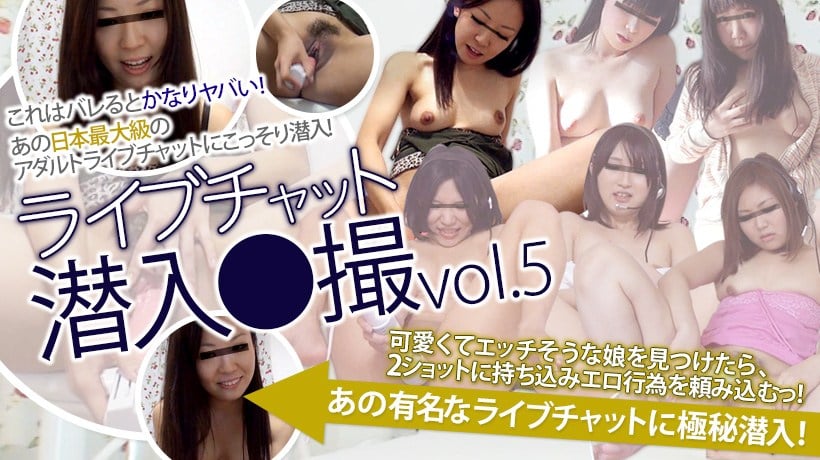 これはバレるとかなりヤバい!
あの日本最大級の
アダルトライブチャットにこっそり潜入!
ライブチャット
潜入●撮vol.5
可愛くてエッチそうな娘を見つけたら、
2ショットに持ち込みエロ行為を頼み込むっ!
あの有名なライブチャットに極秘潜入!